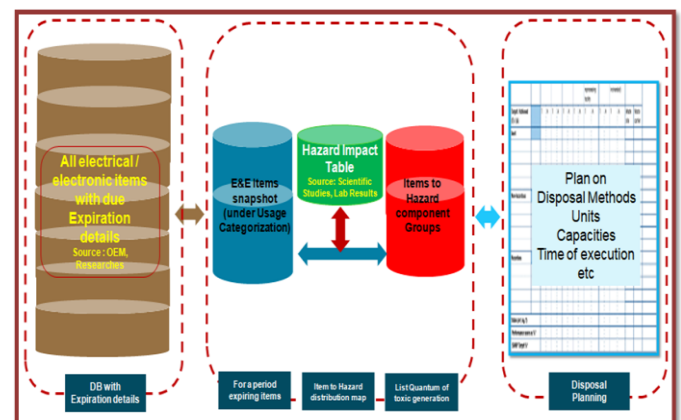 All electrical /
electronic items
with due
Expiration
details
Source : OEM,
Researches
E&E Items
snapshot
(under Usage
Categorization)
Hazard Impact
Table
Source: Scientific
Studies, Lab Results
Items to
Hazard
component
Groups
Plan on
Disposal Methods
Units
Capacities
Time of execution
etc
DB with
Expiration details
For a period
expiring items
Item to Hazard
distribution map
List Quantum of
toxic generation
Disposal
Planning